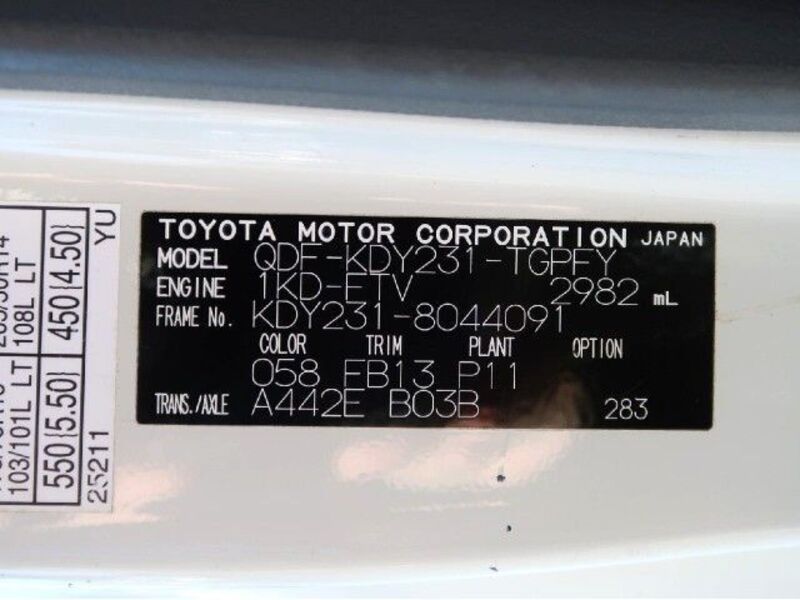 TOYOTA MOTOR CORPORATION JAPAN
MODEL QDF-KDY231-TGPFY
ENGINE 1KD-FTV 2982 mL
FRAME No. KDY231-8044091
COLOR TRIM PLANT OPTION
058 FB13 P11
TRANS./AXLE A442E B03B 283
108L LT
450{4.50}
YU
103/101L LT
550{5.50}
25211